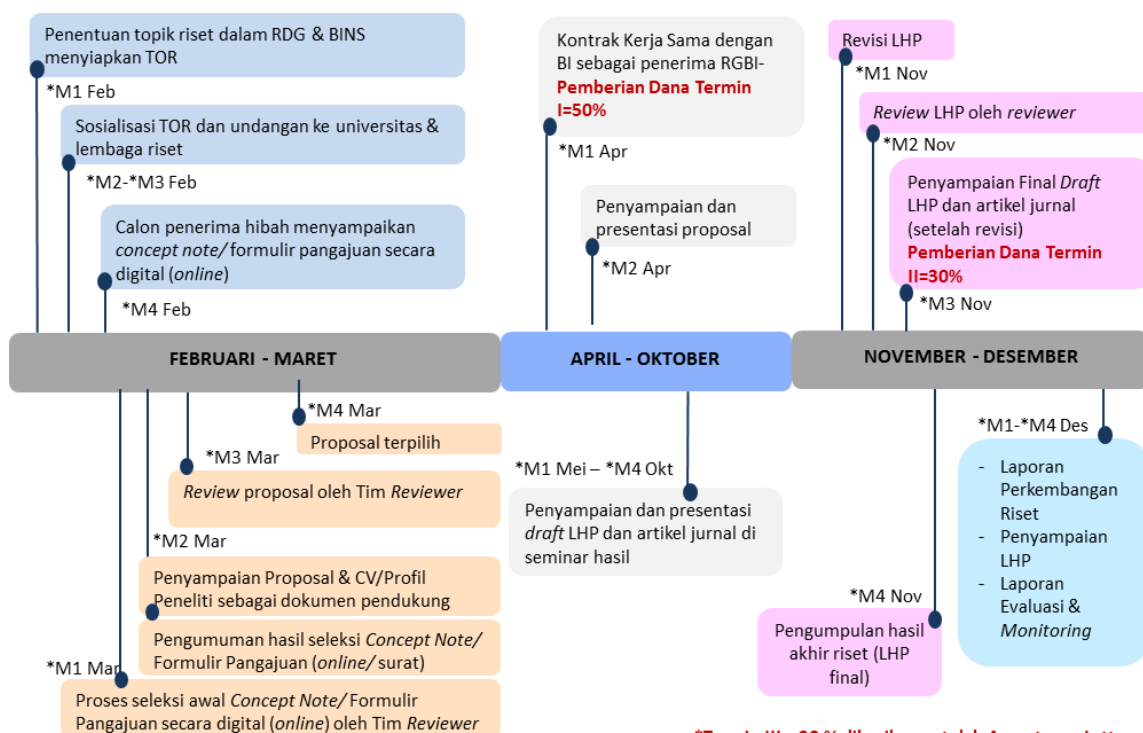 Penentuan topik riset dalam RDG & BINS
menyiapkan TOR
*M1 Feb
Sosialisasi TOR dan undangan ke universitas &
lembaga riset
*M2-*M3 Feb
Calon penerima hibah menyampaikan
concept note/ formulir pangajuan secara
digital (online)
*M4 Feb
Kontrak Kerja Sama dengan
BI sebagai penerima RGBI-
Pemberian Dana Termin
I=50%
*M1 Apr
Penyampaian dan
presentasi proposal
*M2 Apr
Revisi LHP
*M1 Nov
Review LHP oleh reviewer
*M2 Nov
Penyampaian Final Draft
LHP dan artikel jurnal
(setelah revisi)
Pemberian Dana Termin
II=30%
*M3 Nov
FEBRUARI - MARET
APRIL - OKTOBER
NOVEMBER - DESEMBER
*M4 Mar
Proposal terpilih
*M3 Mar
Review proposal oleh Tim Reviewer
*M2 Mar
Penyampaian Proposal & CV/Profil
Peneliti sebagai dokumen pendukung
Pengumuman hasil seleksi Concept Note/
Formulir Pangajuan (online/ surat)
*M1 Mar
Proses seleksi awal Concept Note/ Formulir
Pangajuan secara digital (online) oleh Tim Reviewer
*M1 Mei – *M4 Okt
Penyampaian dan presentasi
draft LHP dan artikel jurnal di
seminar hasil
*M4 Nov
Pengumpulan hasil
akhir riset (LHP
final)
*M1-*M4 Des
- Laporan
Perkembangan
Riset
- Penyampaian
LHP
- Laporan
Evaluasi &
Monitoring